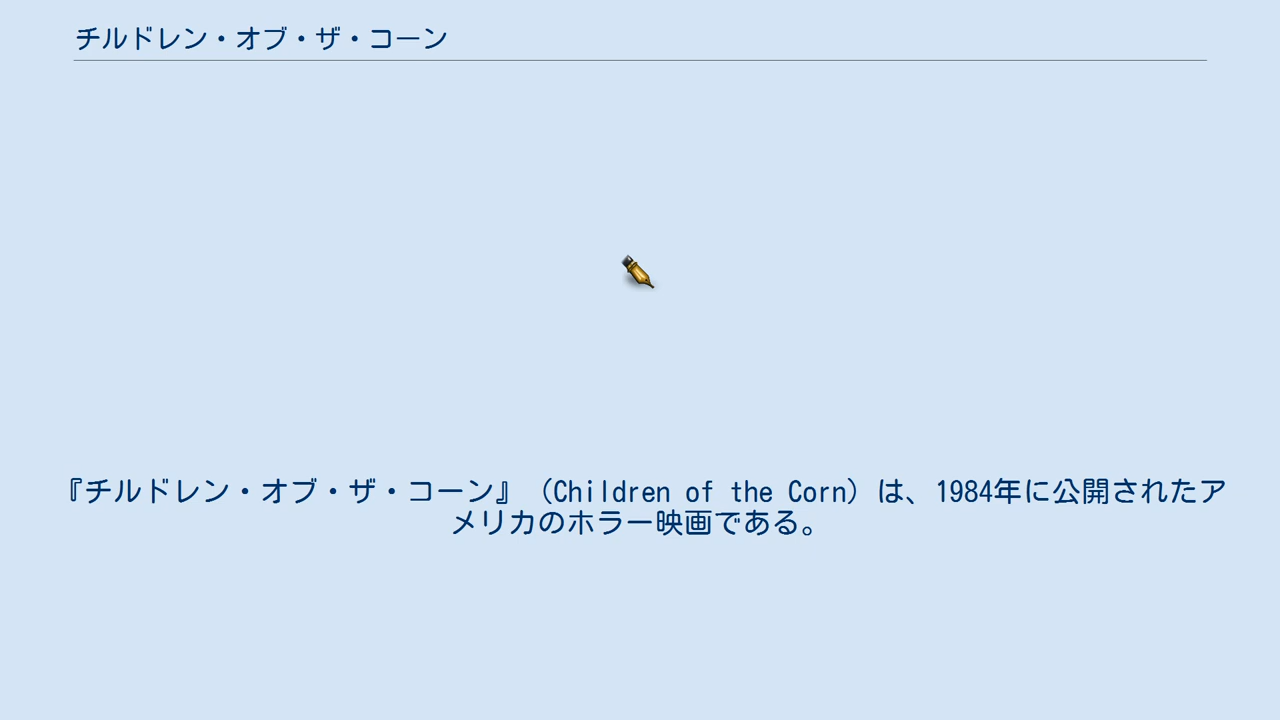 チルドレン・オブ・ザ・コーン
『チルドレン・オブ・ザ・コーン』（Children of the Corn）は、1984年に公開されたア
メリカのホラー映画である。